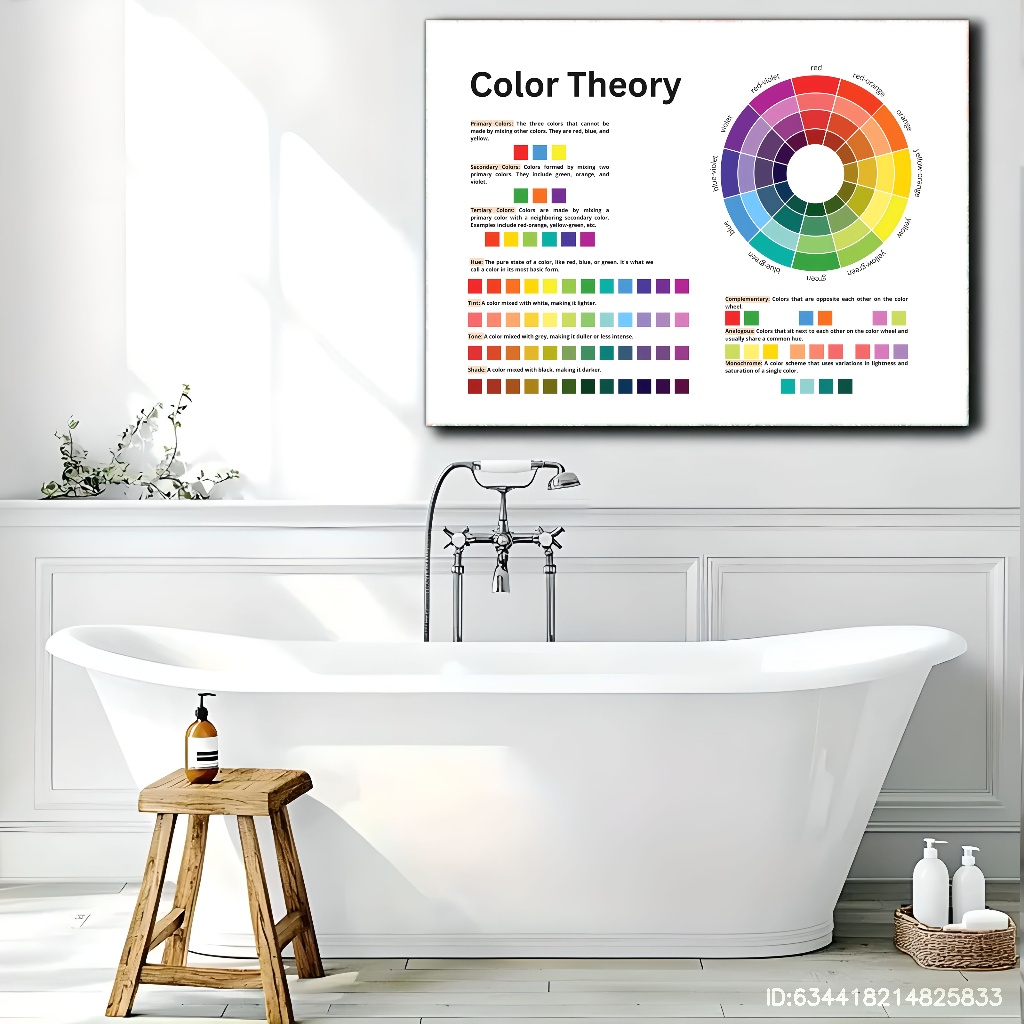 Color Theory
Primary Colors: The three colors that cannot be
made by mixing other colors. They are red, blue, and
yellow.
Secondary Colors: Colors formed by mixing two
primary colors. They include green, orange, and
violet.
Tertiary Colors: Colors are made by mixing a
primary color with a neighboring secondary color.
Examples include red-orange, yellow-green, etc.
Hue: The pure state of a color, like red, blue, or green. It's what we
call a color in its most basic form.
Tint: A color mixed with white, making it lighter.
Tone: A color mixed with grey, making it duller or less intense.
Shade: A color mixed with black, making it darker.
red
red-orange
orange
yellow-orange
yellow
yellow-green
green
blue-green
blue
blue-violet
violet
red-violet
Complementary: Colors that are opposite each other on the color
wheel.
Analogous: Colors that sit next to each other on the color wheel and
usually share a common hue.
Monochrome: A color scheme that uses variations in lightness and
saturation of a single color.
ID:634418214825833